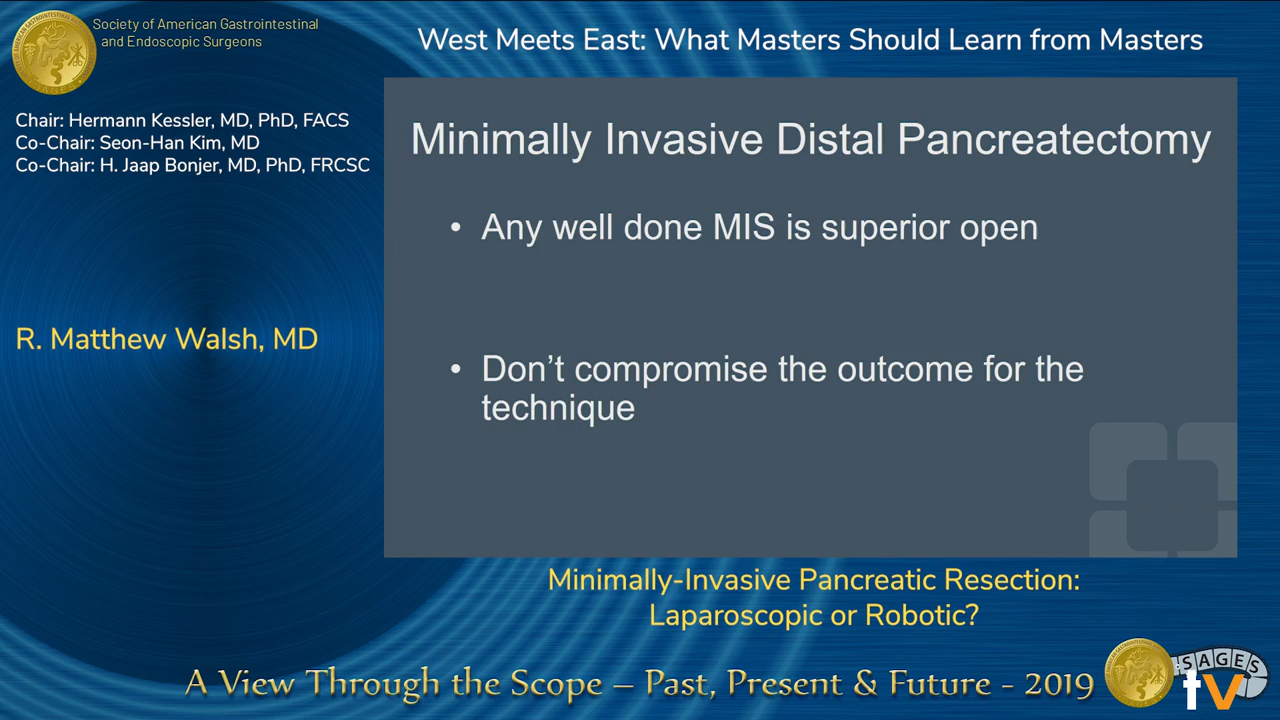 Society of American Gastrointestinal
and Endoscopic Surgeons
West Meets East: What Masters Should Learn from Masters
Chair: Hermann Kessler, MD, PhD, FACS
Co-Chair: Seon-Han Kim, MD
Co-Chair: H. Jaap Bonjer, MD, PhD, FRCSC
R. Matthew Walsh, MD
Minimally Invasive Distal Pancreatectomy
• Any well done MIS is superior open
• Don't compromise the outcome for the
technique
Minimally-Invasive Pancreatic Resection:
Laparoscopic or Robotic?
A View Through the Scope – Past, Present & Future - 2019
SAGES
tv